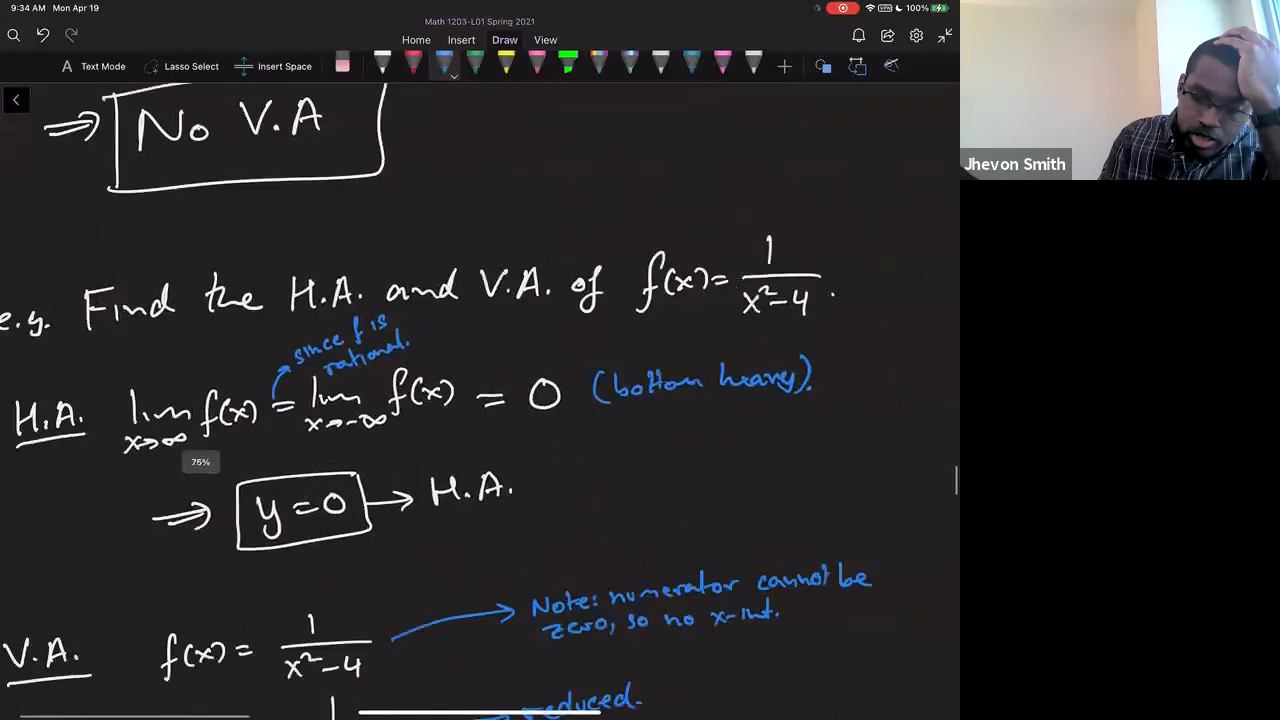 9:34 AM Mon Apr 19
100%
Math 1203-L01 Spring 2021
Home Insert Draw View
Text Mode Lasso Select Insert Space
⇒ No V.A
Jhevon Smith
e.g. Find the H.A. and V.A. of f(x)= 1/(x²-4).
since f is
rational.
H.A. lim x→∞ f(x) = lim x→-∞ f(x) = 0 (bottom heavy).
75%
⇒ y=0 → H.A.
Note: numerator cannot be
zero, so no x-int.
V.A. f(x)= 1/(x²-4)
1
reduced.